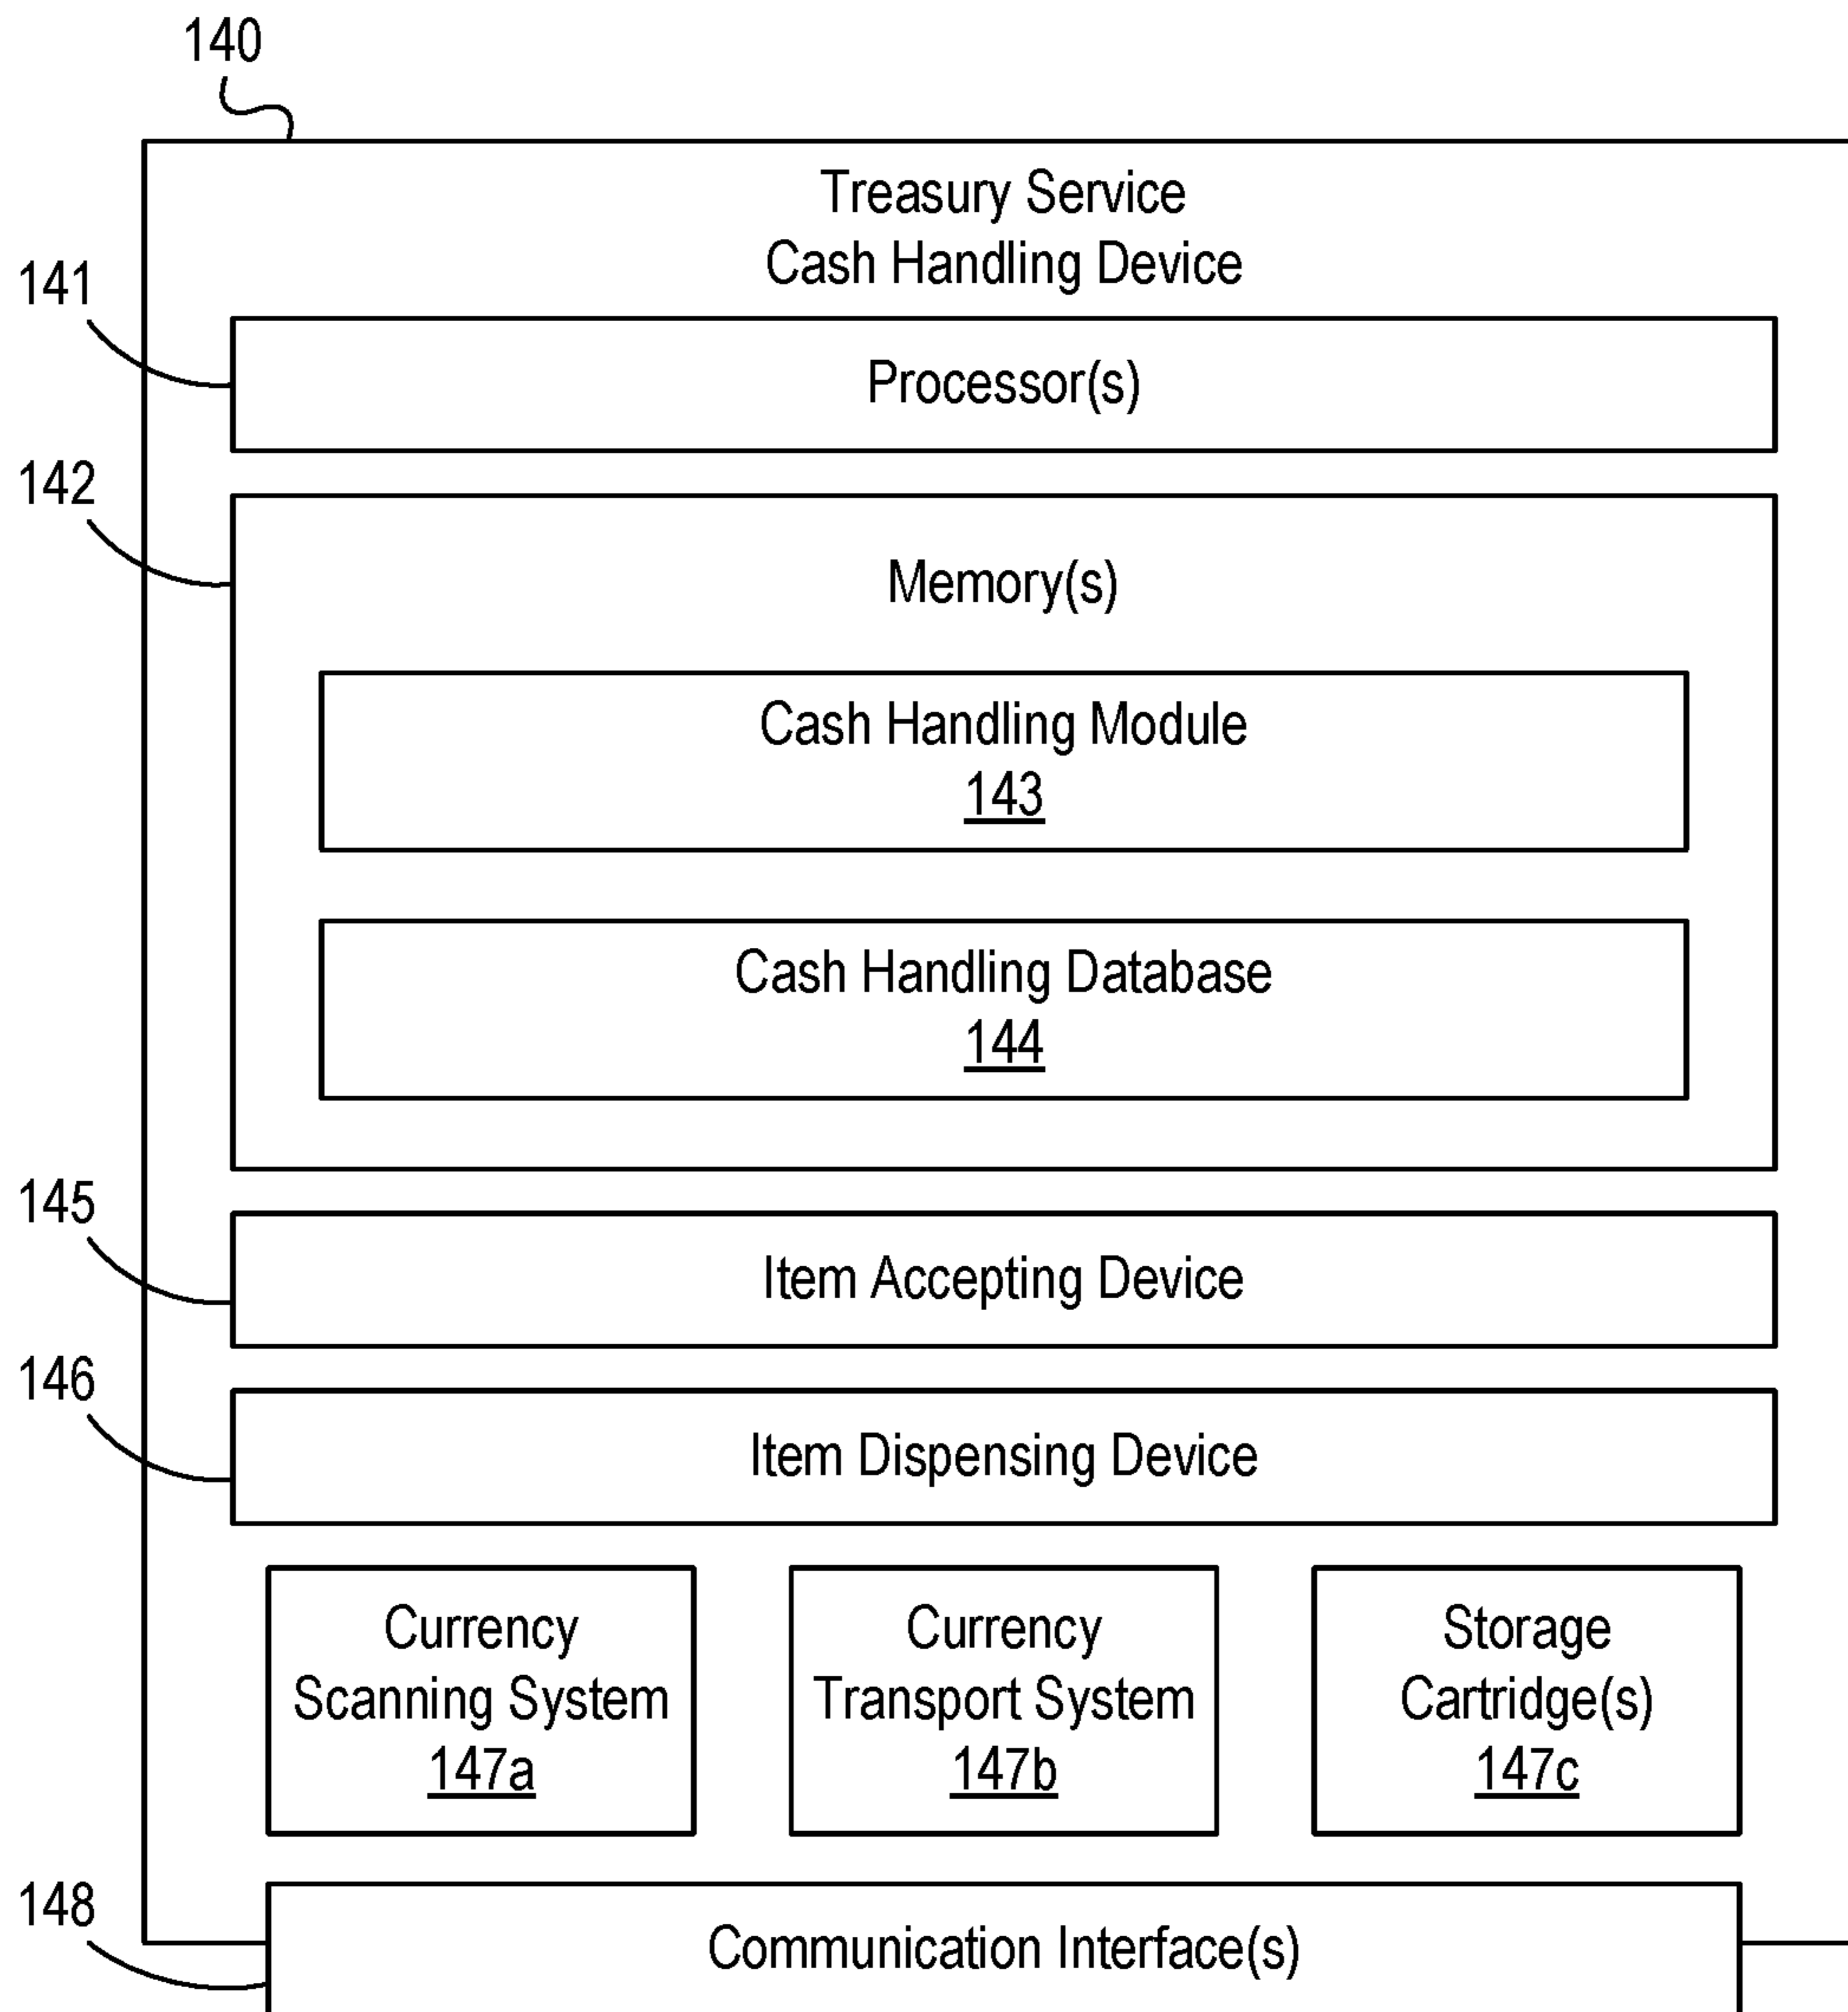 140
Treasury Service
Cash Handling Device
141
Processor(s)
142
Memory(s)
Cash Handling Module
143
Cash Handling Database
144
145
Item Accepting Device
146
Item Dispensing Device
Currency
Scanning System
147a
Currency
Transport System
147b
Storage
Cartridge(s)
147c
148
Communication Interface(s)